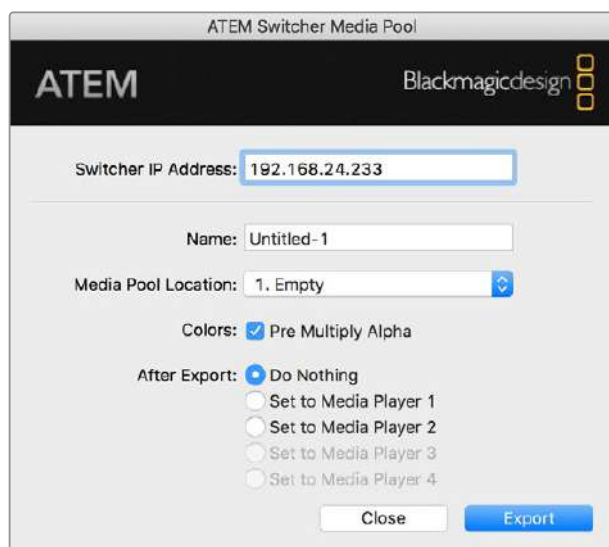 ATEM Switcher Media Pool
ATEM
Blackmagicdesign
Switcher IP Address: 192.168.24.233
Name: Untitled-1
Media Pool Location: 1. Empty
Colors: Pre Multiply Alpha
After Export: Do Nothing
Set to Media Player 1
Set to Media Player 2
Set to Media Player 3
Set to Media Player 4
Close Export